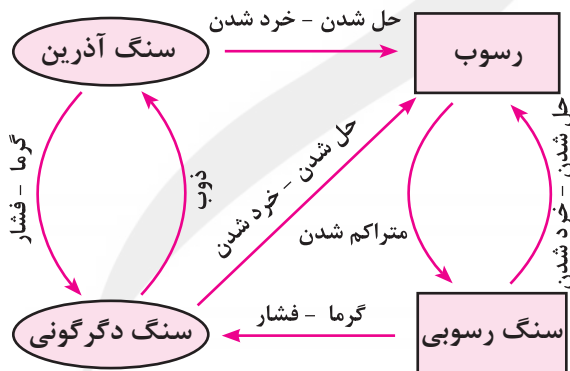 حل شدن - خرد شدن
سنگ آذرین
رسوب
گرما - فشار
ذوب
حل شدن - خرد شدن
متراکم شدن
حل شدن - خرد شدن
گرما - فشار
سنگ دگرگونی
سنگ رسوبی